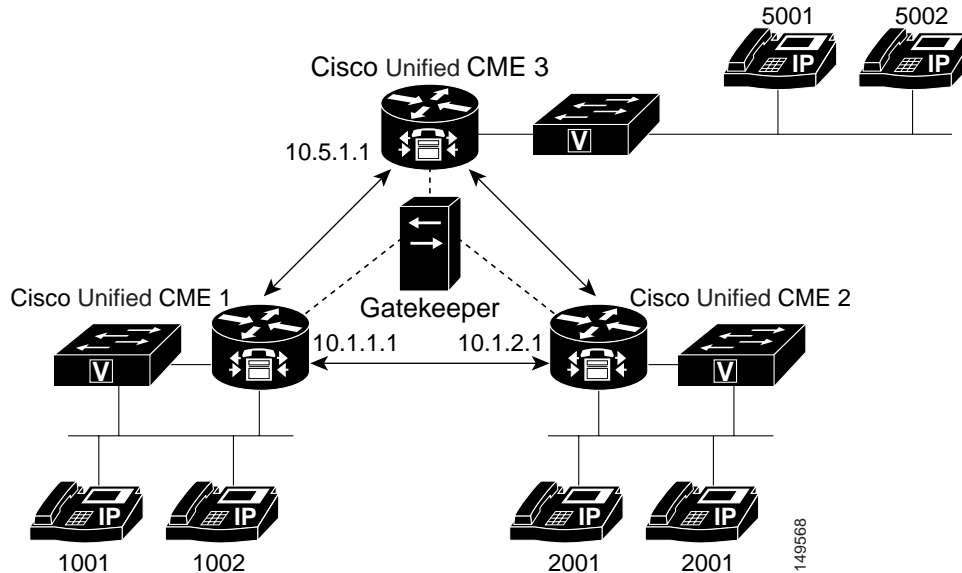 5001 5002
Cisco Unified CME 3
IP IP
V
10.5.1.1
Gatekeeper
Cisco Unified CME 1 Cisco Unified CME 2
10.1.1.1 10.1.2.1
V V
IP IP IP IP
1001 1002 2001 2001
149568